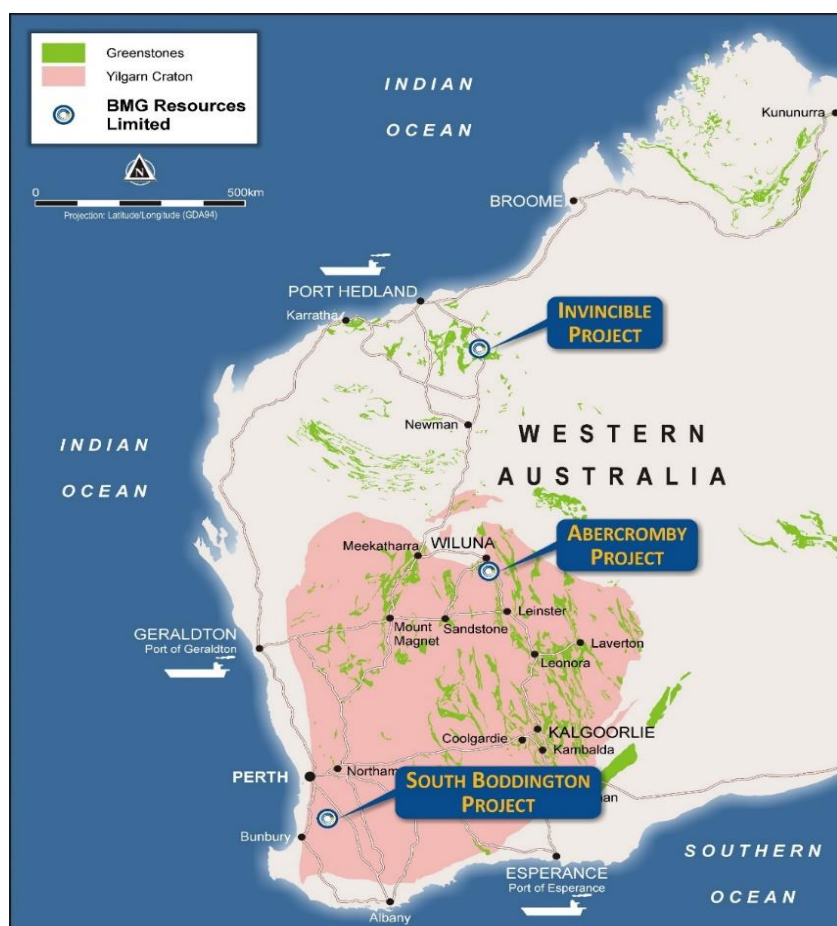 Greenstones
Yilgarn Craton
BMG Resources
Limited
N
0
500km
Projection: Latitude/Longitude (GDA94)
INDIAN
OCEAN
Kununurra
BROOME
PORT HEDLAND
Karratha
INVINCIBLE
PROJECT
Newman
WESTERN
AUSTRALIA
INDIAN
OCEAN
Meekatharra
WILUNA
ABERCROMBY
PROJECT
Mount
Magnet
Sandstone
Leinster
Laverton
Leonora
GERALDTON
Port of Geraldton
Coolgardie
KALGOORLIE
Kambalda
PERTH
Northam
SOUTH BODDINGTON
PROJECT
Bunbury
ESPERANCE
Port of Esperance
Albany
SOUTHERN
OCEAN